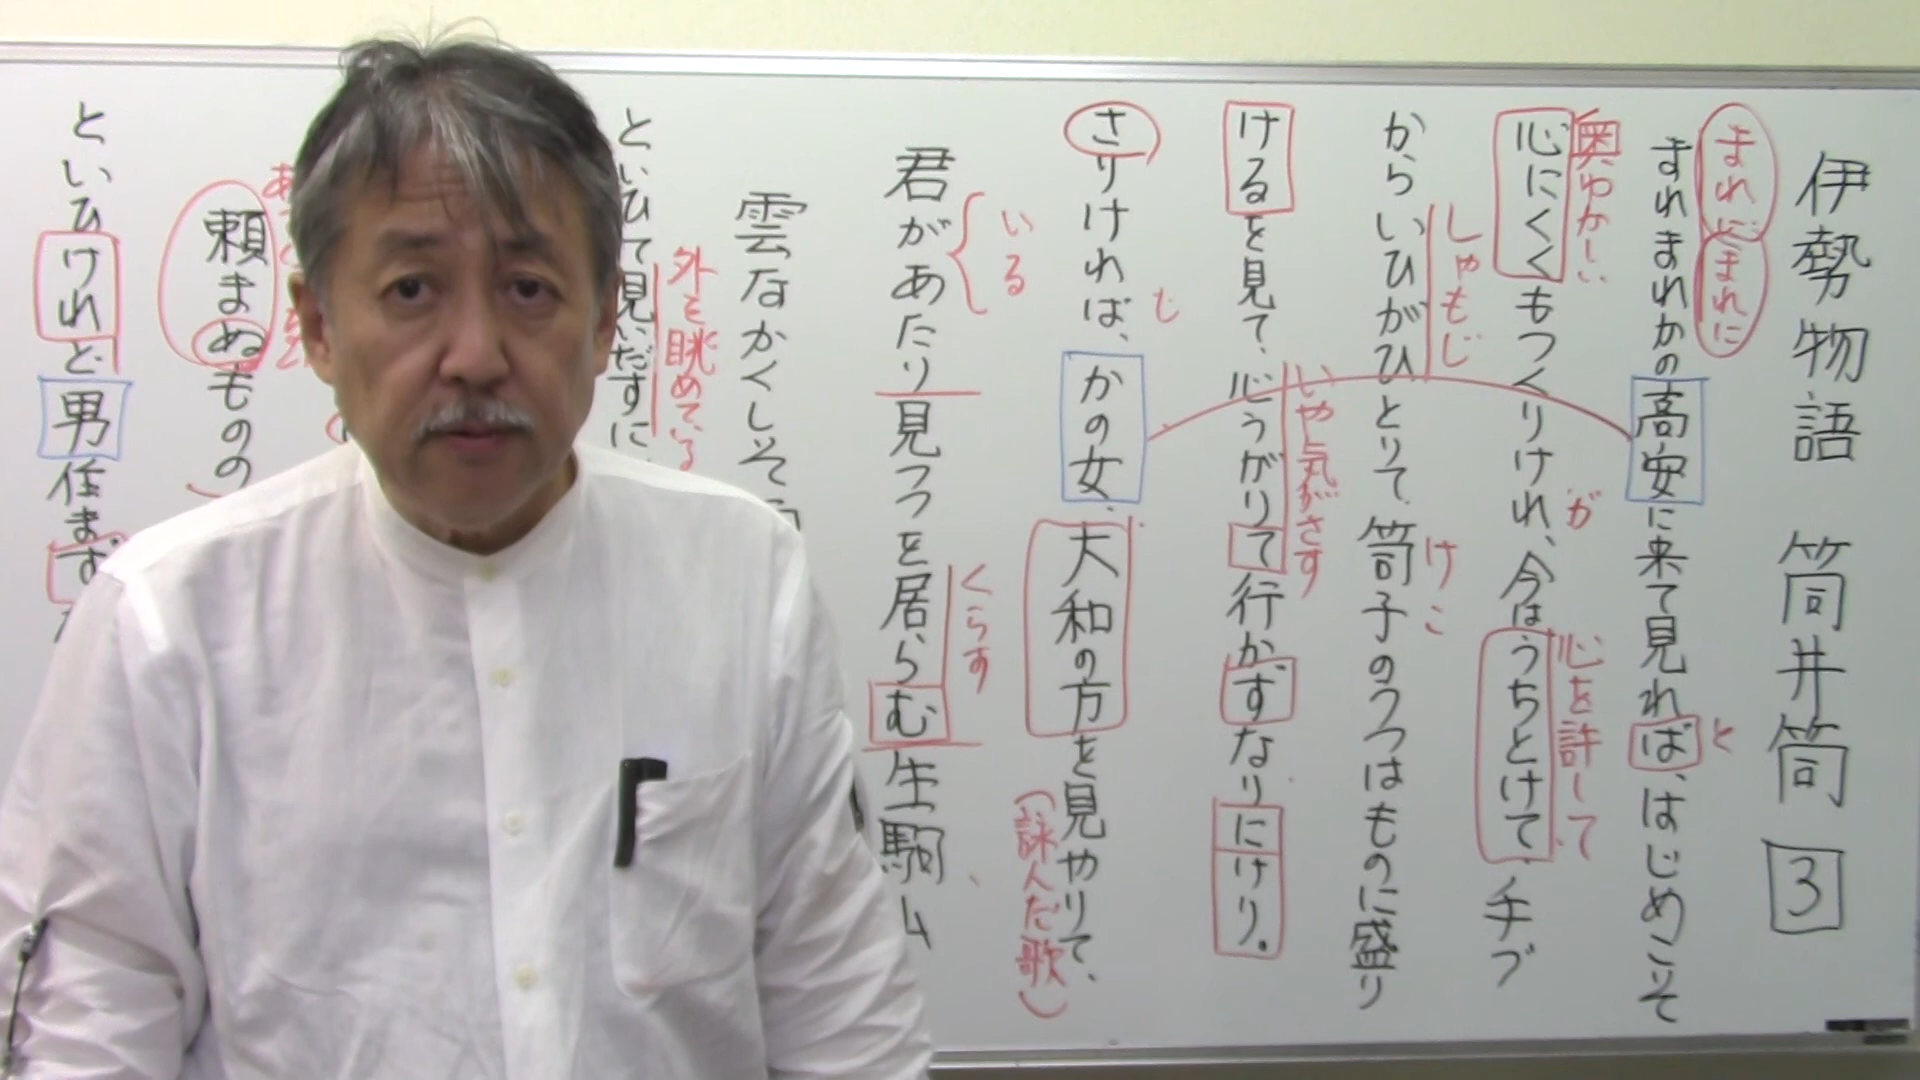 伊勢物語 筒井筒 3
まれにまれに
まれまれかの高安に来て見れば、はじめこそ
と
奥ゆかしい
心にくくもつくりけれ、今はうちとけて、手づ
が
心を許して
しゃもじ
からいひがひとりて、笥子のうつはものに盛り
けこ
いや気がさす
けるを見て、心うがりて行かずなりにけり。
さりければ、かの女、大和の方を見やりて、
も
(詠んだ歌)
いる
君があたり見つつを居らむ生駒山
くらす
雲なかくしそ
外を眺めている
といひて見いだすに、
頼まぬものの
といひけれど男住まず